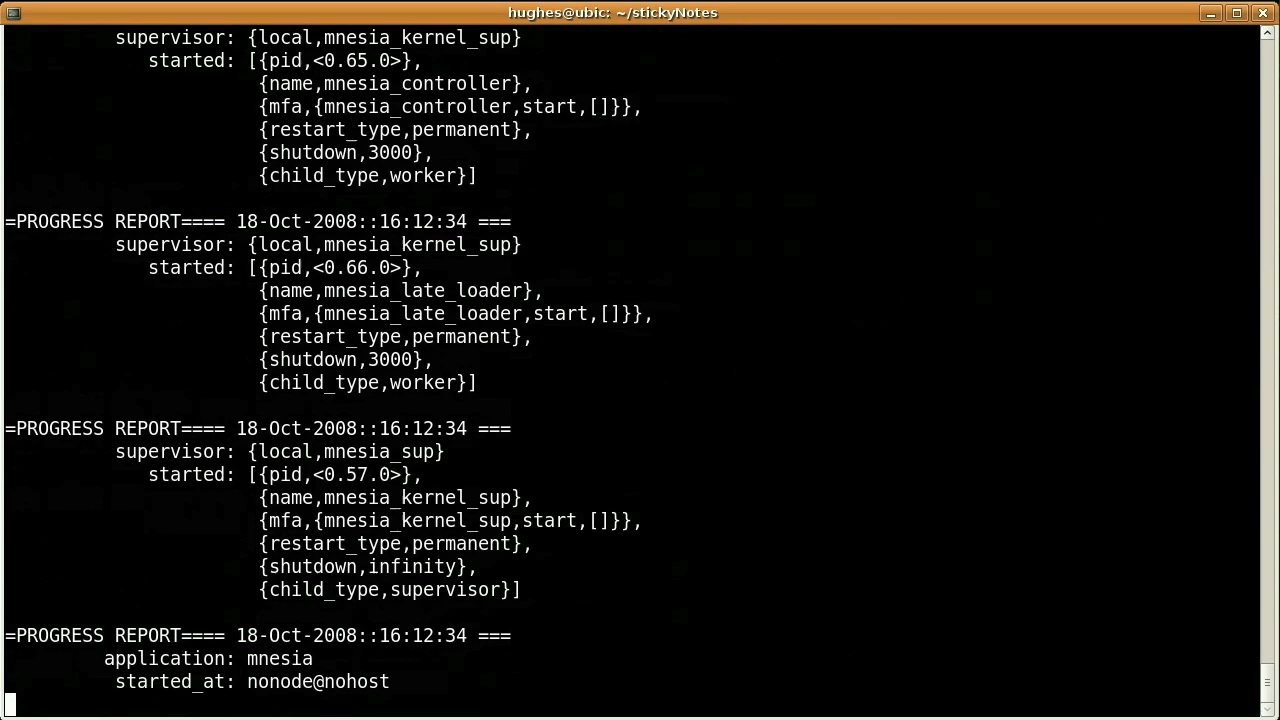 hughes@ubic: ~/stickyNotes
supervisor: {local,mnesia_kernel_sup}
started: [{pid,<0.65.0>},
{name,mnesia_controller},
{mfa,{mnesia_controller,start,[]}},
{restart_type,permanent},
{shutdown,3000},
{child_type,worker}]
=PROGRESS REPORT==== 18-Oct-2008::16:12:34 ===
supervisor: {local,mnesia_kernel_sup}
started: [{pid,<0.66.0>},
{name,mnesia_late_loader},
{mfa,{mnesia_late_loader,start,[]}},
{restart_type,permanent},
{shutdown,3000},
{child_type,worker}]
=PROGRESS REPORT==== 18-Oct-2008::16:12:34 ===
supervisor: {local,mnesia_sup}
started: [{pid,<0.57.0>},
{name,mnesia_kernel_sup},
{mfa,{mnesia_kernel_sup,start,[]}},
{restart_type,permanent},
{shutdown,infinity},
{child_type,supervisor}]
=PROGRESS REPORT==== 18-Oct-2008::16:12:34 ===
application: mnesia
started_at: nonode@nohost